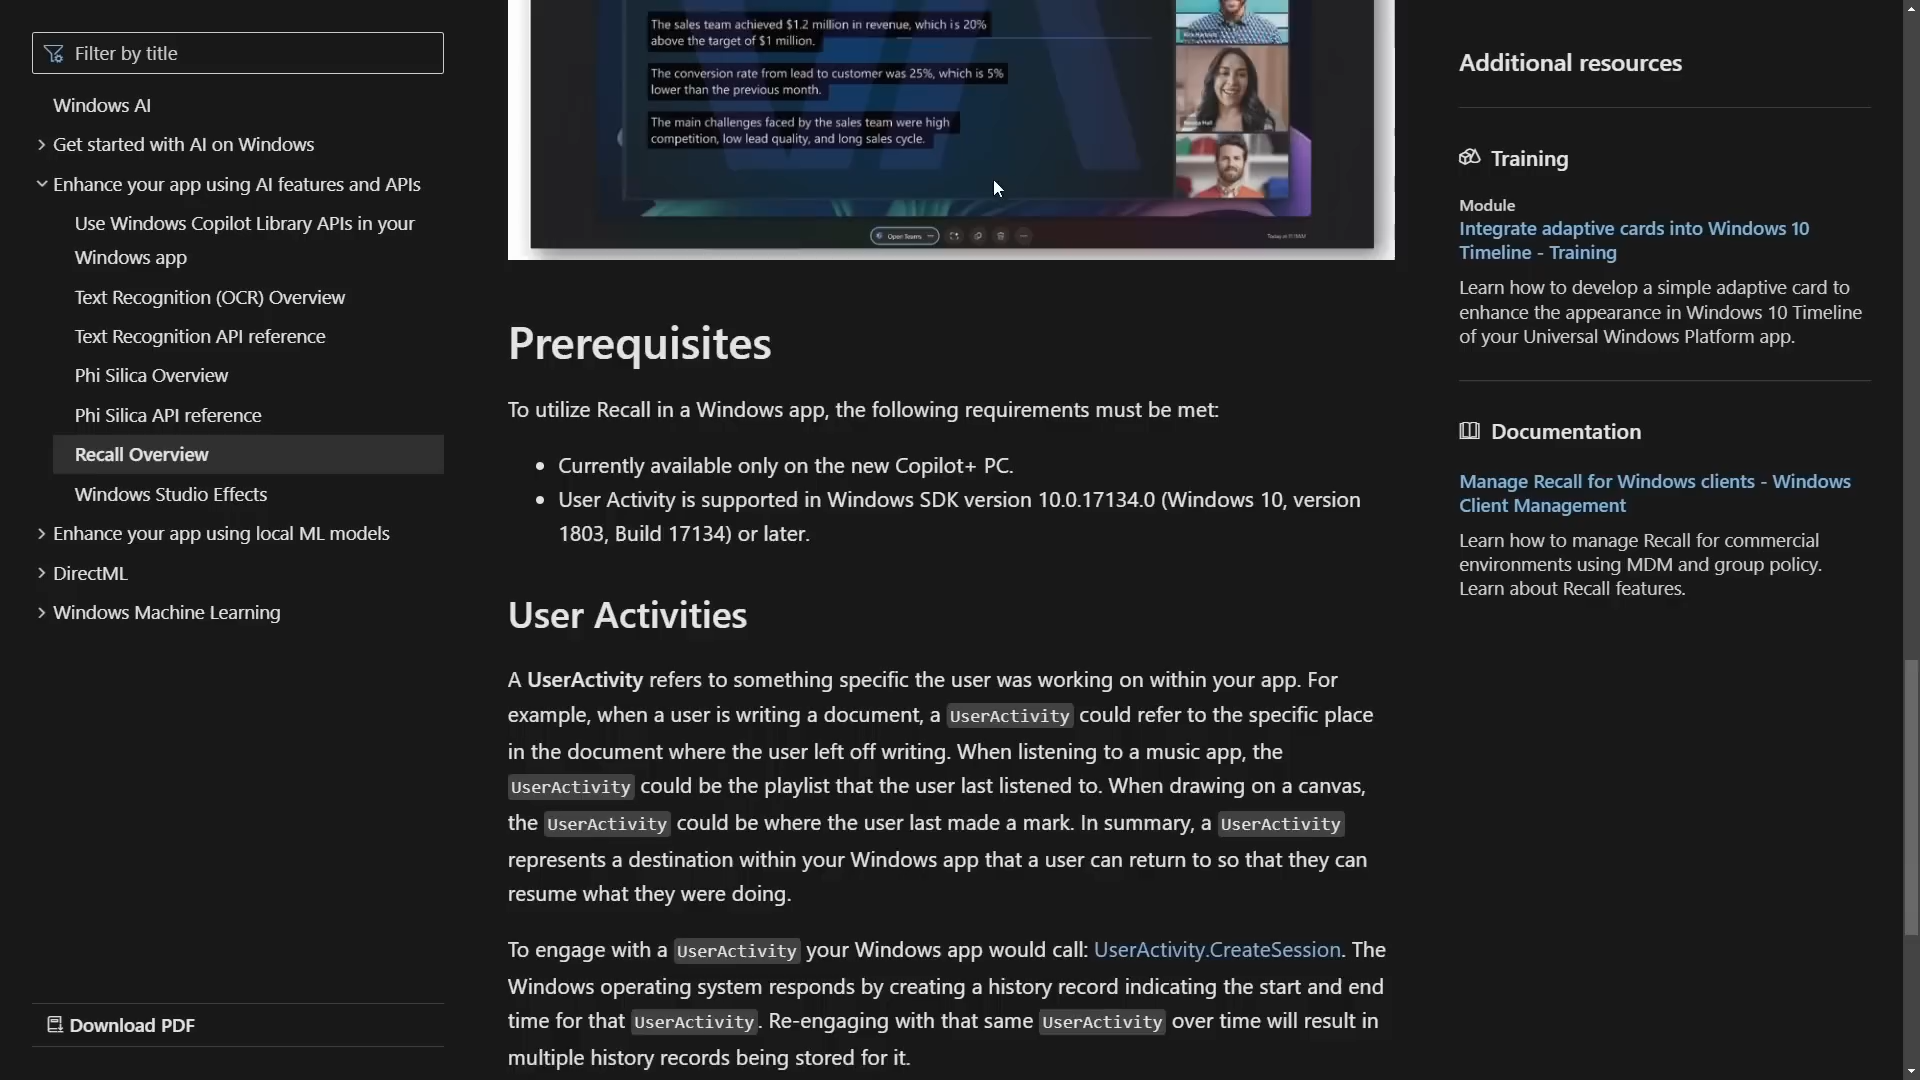 Filter by title
Windows AI
Get started with AI on Windows
Enhance your app using AI features and APIs
Use Windows Copilot Library APIs in your
Windows app
Text Recognition (OCR) Overview
Text Recognition API reference
Phi Silica Overview
Phi Silica API reference
Recall Overview
Windows Studio Effects
Enhance your app using local ML models
DirectML
Windows Machine Learning
Download PDF
The sales team achieved $1.2 million in revenue, which is 20%
above the target of $1 million.
The conversion rate from lead to customer was 25%, which is 5%
lower than the previous month.
The main challenges faced by the sales team were high
competition, low lead quality, and long sales cycle.
Open Teams
Prerequisites
To utilize Recall in a Windows app, the following requirements must be met:
• Currently available only on the new Copilot+ PC.
• User Activity is supported in Windows SDK version 10.0.17134.0 (Windows 10, version
1803, Build 17134) or later.
User Activities
A UserActivity refers to something specific the user was working on within your app. For
example, when a user is writing a document, a UserActivity could refer to the specific place
in the document where the user left off writing. When listening to a music app, the
UserActivity could be the playlist that the user last listened to. When drawing on a canvas,
the UserActivity could be where the user last made a mark. In summary, a UserActivity
represents a destination within your Windows app that a user can return to so that they can
resume what they were doing.
To engage with a UserActivity your Windows app would call: UserActivity.CreateSession. The
Windows operating system responds by creating a history record indicating the start and end
time for that UserActivity. Re-engaging with that same UserActivity over time will result in
multiple history records being stored for it.
Additional resources
Training
Module
Integrate adaptive cards into Windows 10
Timeline - Training
Learn how to develop a simple adaptive card to
enhance the appearance in Windows 10 Timeline
of your Universal Windows Platform app.
Documentation
Manage Recall for Windows clients - Windows
Client Management
Learn how to manage Recall for commercial
environments using MDM and group policy.
Learn about Recall features.